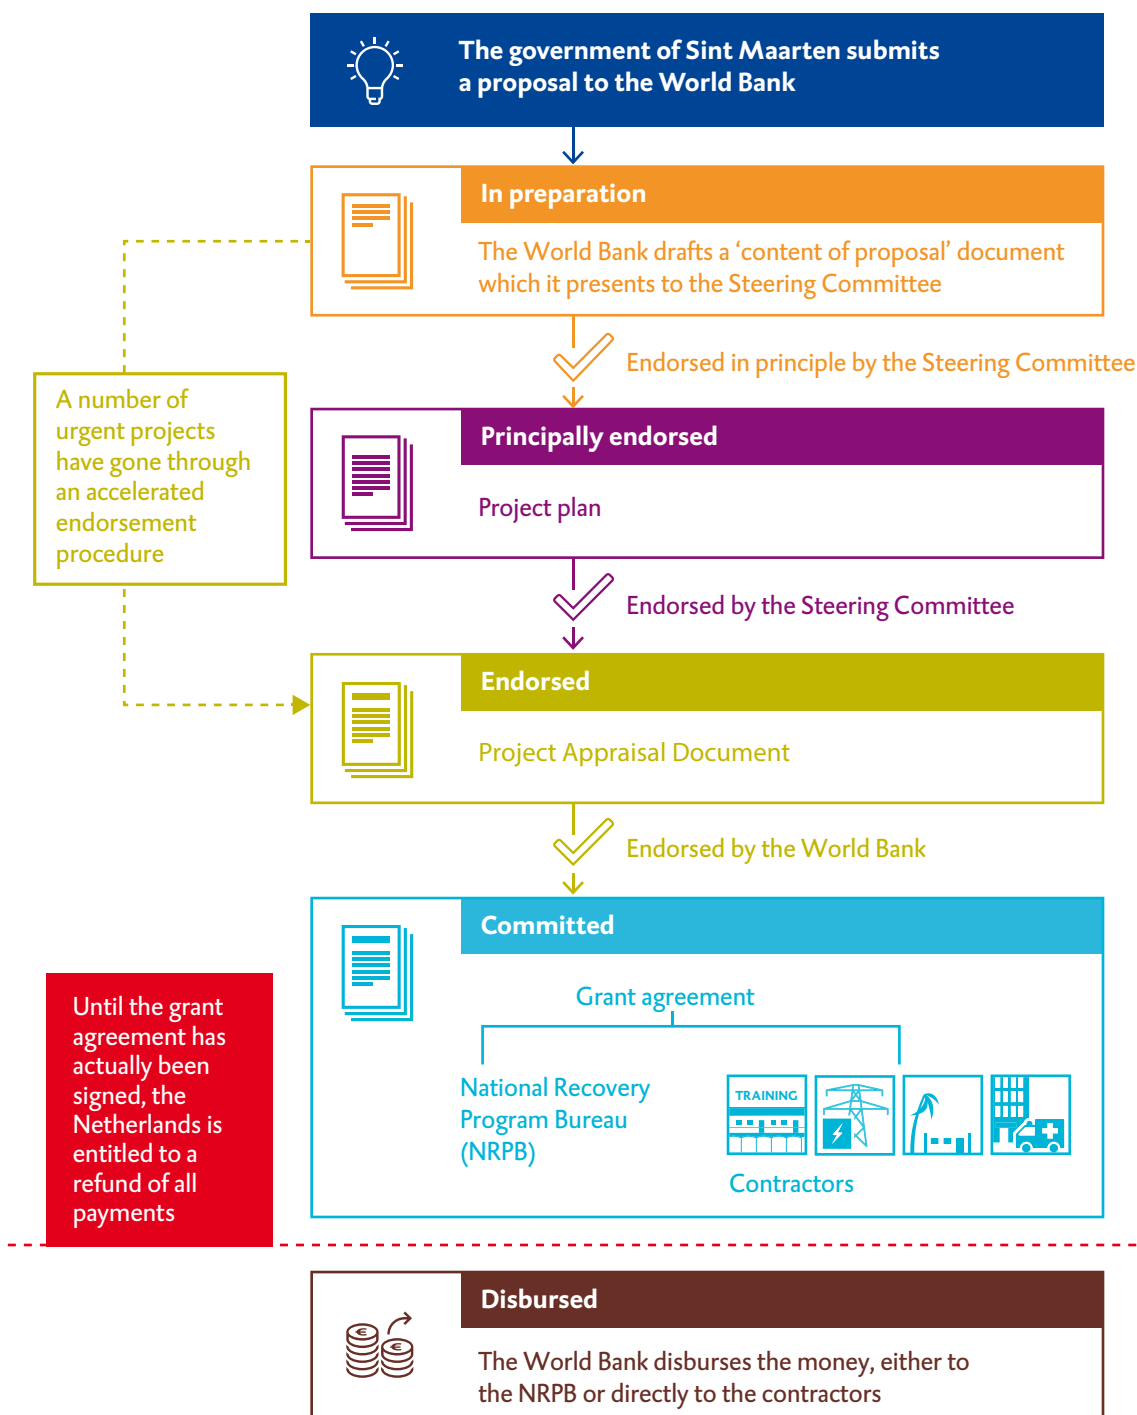 The government of Sint Maarten submits
a proposal to the World Bank
In preparation
The World Bank drafts a ‘content of proposal’ document
which it presents to the Steering Committee
Endorsed in principle by the Steering Committee
A number of
urgent projects
have gone through
an accelerated
endorsement
procedure
Principally endorsed
Project plan
Endorsed by the Steering Committee
Endorsed
Project Appraisal Document
Endorsed by the World Bank
Committed
Grant agreement
National Recovery
Program Bureau
(NRPB)
TRAINING
Contractors
Until the grant
agreement has
actually been
signed, the
Netherlands is
entitled to a
refund of all
payments
Disbursed
€
€
The World Bank disburses the money, either to
the NRPB or directly to the contractors